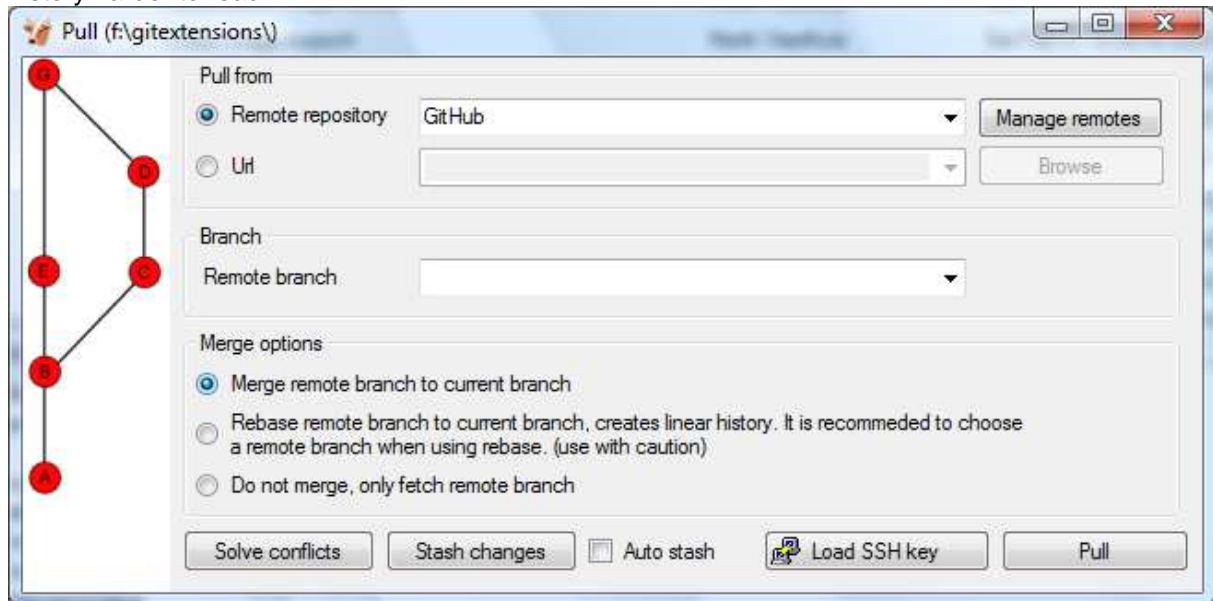 Pull (f:\gitextensions\)
G
D
E
C
B
A
Pull from
Remote repository
GitHub
Manage remotes
Url
Browse
Branch
Remote branch
Merge options
Merge remote branch to current branch
Rebase remote branch to current branch, creates linear history. It is recommeded to choose
a remote branch when using rebase. (use with caution)
Do not merge, only fetch remote branch
Solve conflicts
Stash changes
Auto stash
Load SSH key
Pull